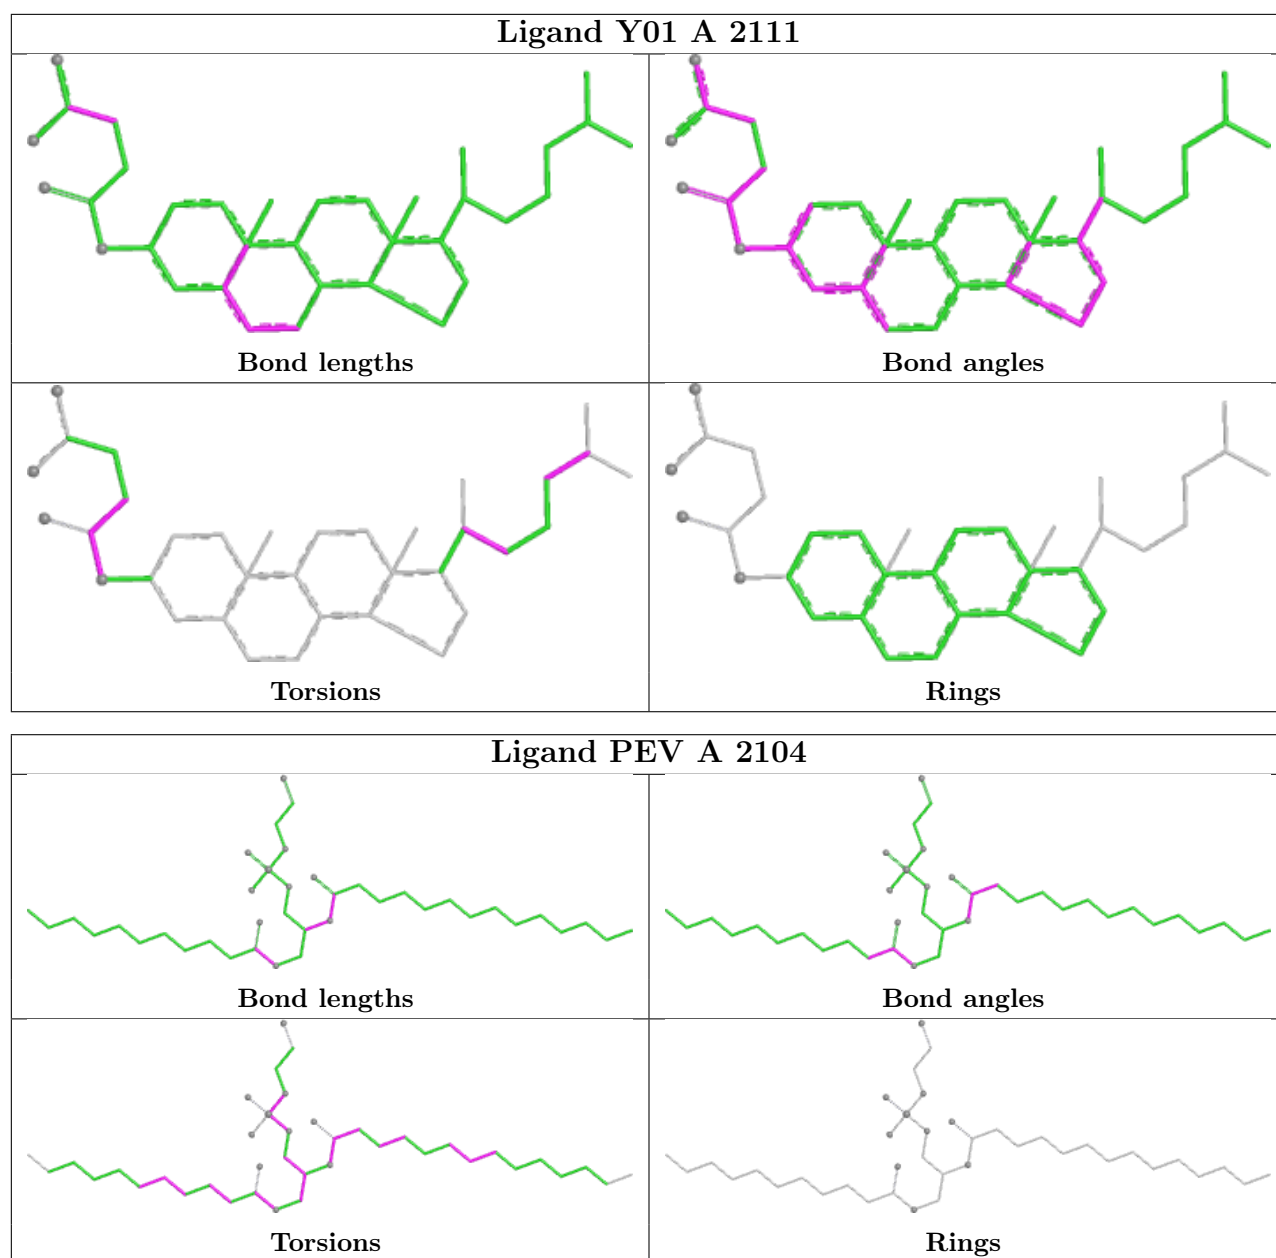 Ligand Y01 A 2111
Bond lengths
Bond angles
Torsions
Rings
Ligand PEV A 2104
Bond lengths
Bond angles
Torsions
Rings